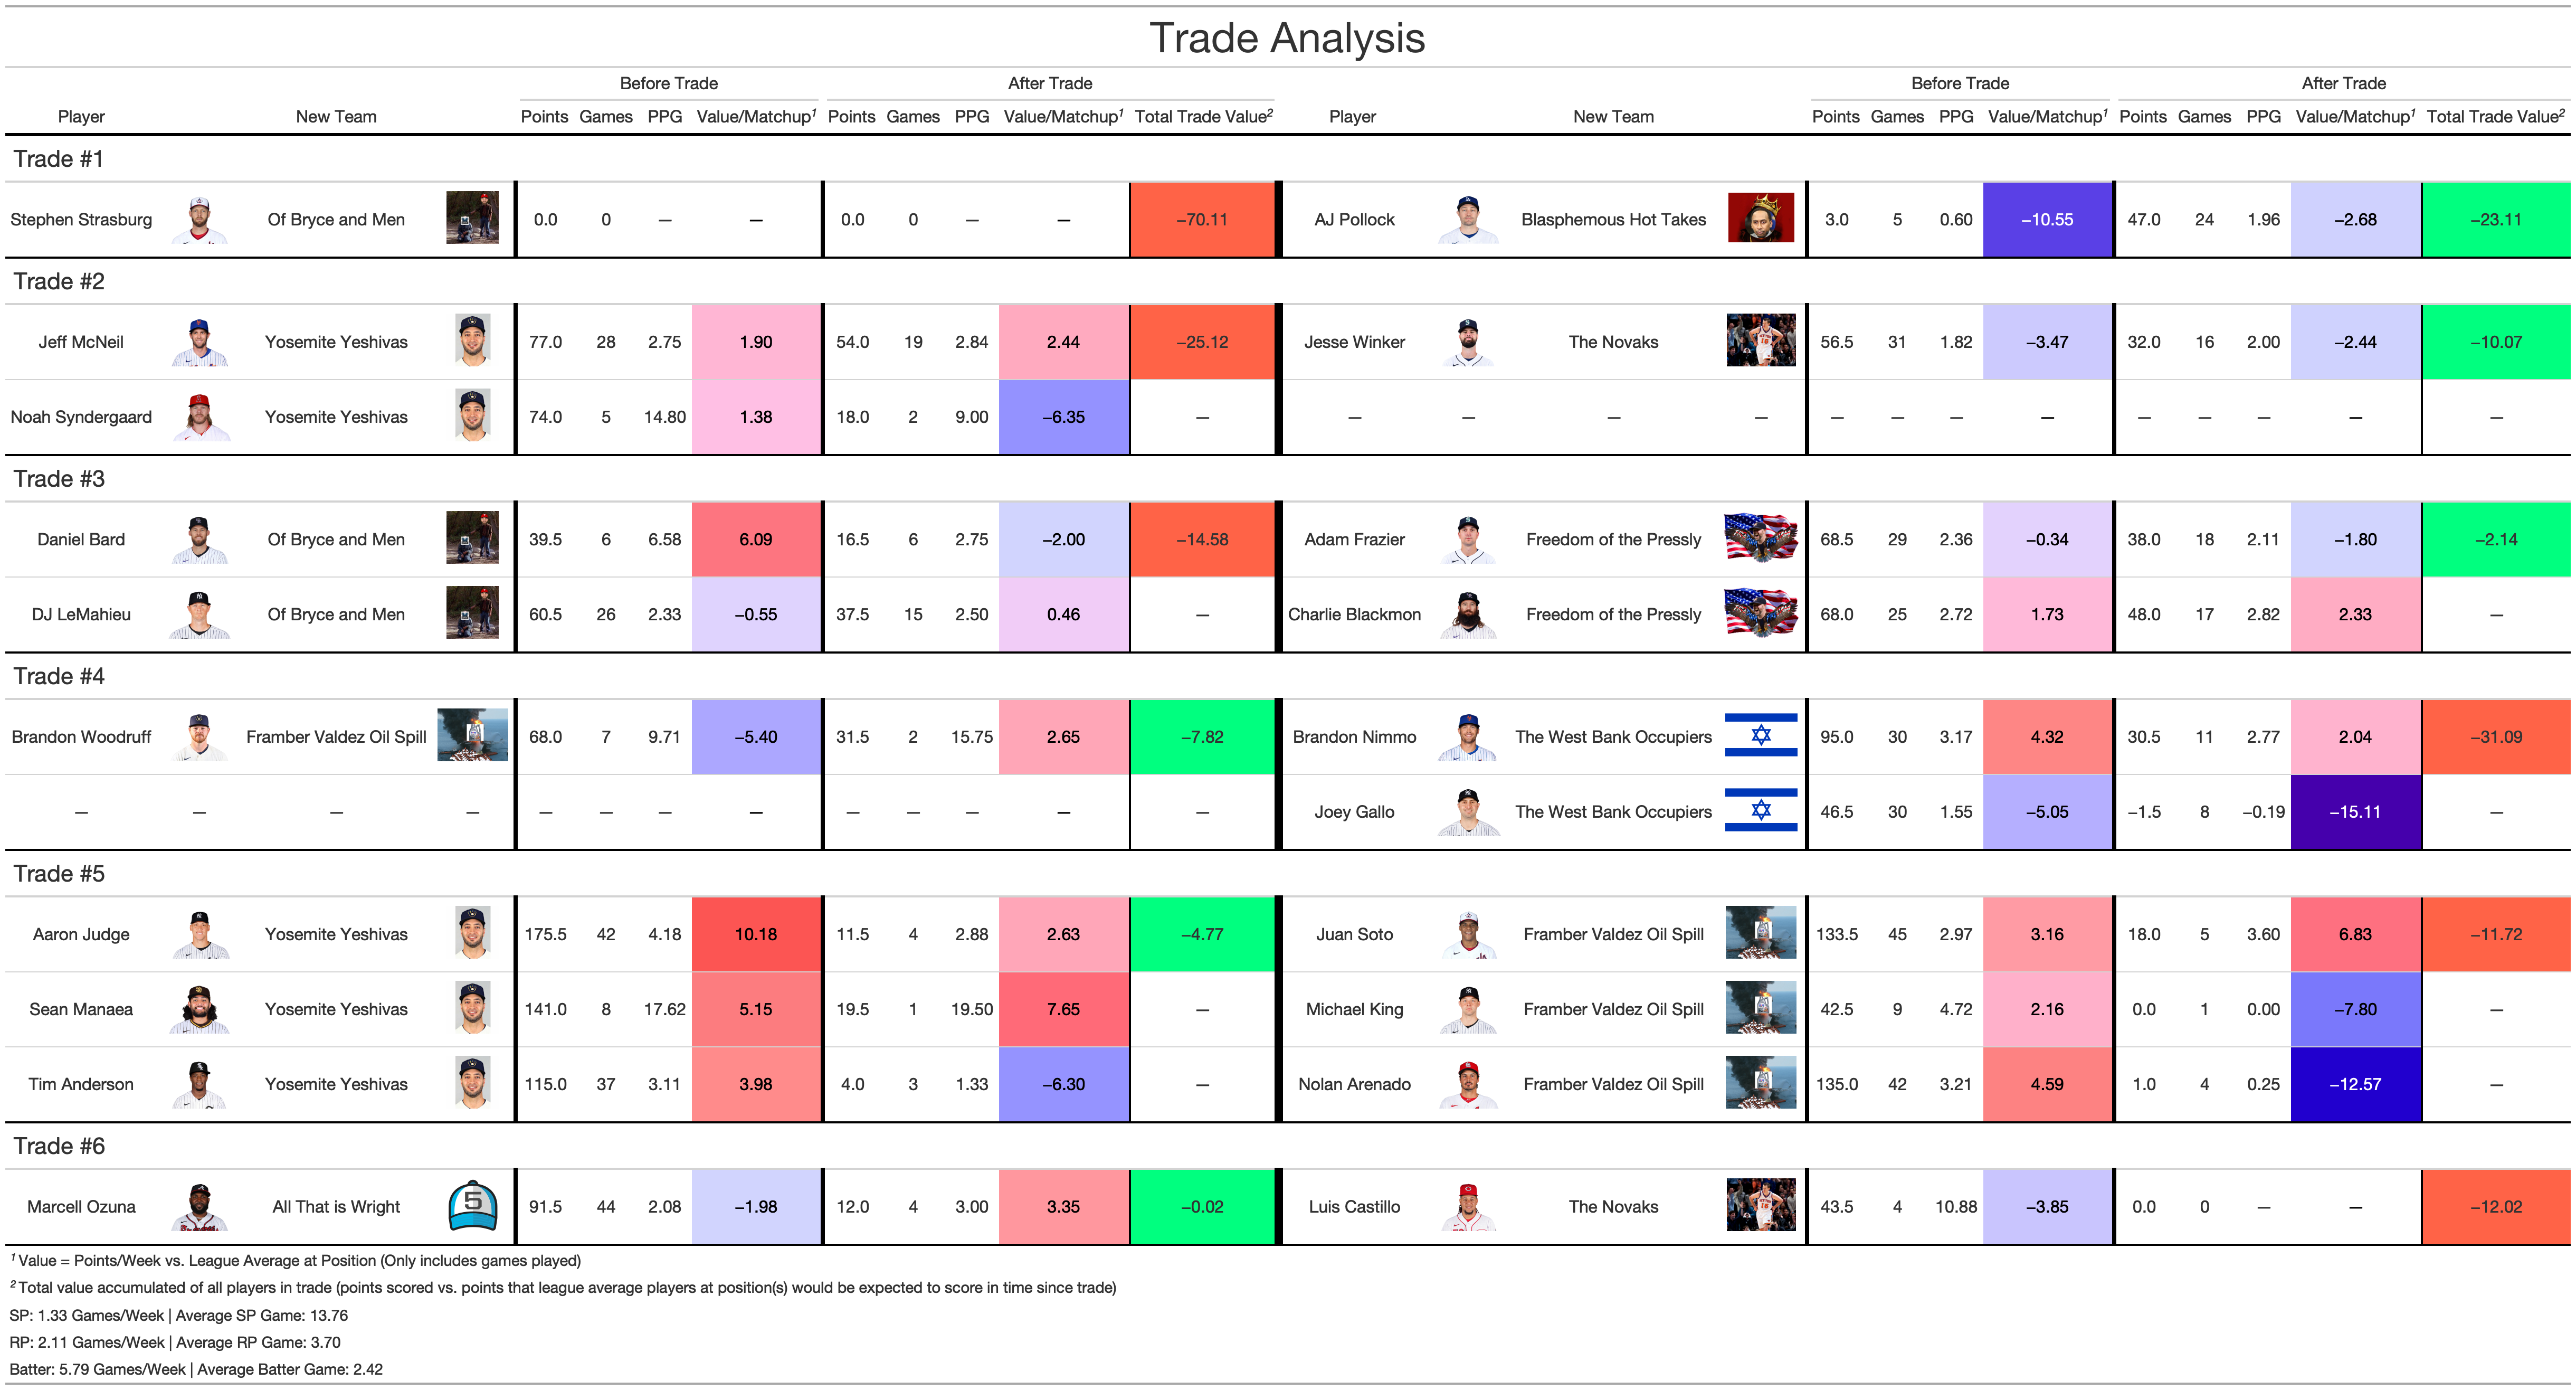 Trade Analysis
Before Trade After Trade Before Trade After Trade
Player New Team Points Games PPG Value/Matchup¹ Points Games PPG Value/Matchup¹ Total Trade Value² Player New Team Points Games PPG Value/Matchup¹ Points Games PPG Value/Matchup¹ Total Trade Value²
Trade #1
Stephen Strasburg Of Bryce and Men 0.0 0 — — 0.0 0 — — −70.11 AJ Pollock Blasphemous Hot Takes 3.0 5 0.60 −10.55 47.0 24 1.96 −2.68 −23.11
Trade #2
Jeff McNeil Yosemite Yeshivas 77.0 28 2.75 1.90 54.0 19 2.84 2.44 −25.12 Jesse Winker The Novaks 56.5 31 1.82 −3.47 32.0 16 2.00 −2.44 −10.07
Noah Syndergaard Yosemite Yeshivas 74.0 5 14.80 1.38 18.0 2 9.00 −6.35 — — — — — — — — — — — — — —
Trade #3
Daniel Bard Of Bryce and Men 39.5 6 6.58 6.09 16.5 6 2.75 −2.00 −14.58 Adam Frazier Freedom of the Pressly 68.5 29 2.36 −0.34 38.0 18 2.11 −1.80 −2.14
DJ LeMahieu Of Bryce and Men 60.5 26 2.33 −0.55 37.5 15 2.50 0.46 — Charlie Blackmon Freedom of the Pressly 68.0 25 2.72 1.73 48.0 17 2.82 2.33 —
Trade #4
Brandon Woodruff Framber Valdez Oil Spill 68.0 7 9.71 −5.40 31.5 2 15.75 2.65 −7.82 Brandon Nimmo The West Bank Occupiers 95.0 30 3.17 4.32 30.5 11 2.77 2.04 −31.09
— — — — — — — — — — — — — Joey Gallo The West Bank Occupiers 46.5 30 1.55 −5.05 −1.5 8 −0.19 −15.11 —
Trade #5
Aaron Judge Yosemite Yeshivas 175.5 42 4.18 10.18 11.5 4 2.88 2.63 −4.77 Juan Soto Framber Valdez Oil Spill 133.5 45 2.97 3.16 18.0 5 3.60 6.83 −11.72
Sean Manaea Yosemite Yeshivas 141.0 8 17.62 5.15 19.5 1 19.50 7.65 — Michael King Framber Valdez Oil Spill 42.5 9 4.72 2.16 0.0 1 0.00 −7.80 —
Tim Anderson Yosemite Yeshivas 115.0 37 3.11 3.98 4.0 3 1.33 −6.30 — Nolan Arenado Framber Valdez Oil Spill 135.0 42 3.21 4.59 1.0 4 0.25 −12.57 —
Trade #6
Marcell Ozuna All That is Wright 5 91.5 44 2.08 −1.98 12.0 4 3.00 3.35 −0.02 Luis Castillo The Novaks 43.5 4 10.88 −3.85 0.0 0 — — −12.02
¹ Value = Points/Week vs. League Average at Position (Only includes games played)
² Total value accumulated of all players in trade (points scored vs. points that league average players at position(s) would be expected to score in time since trade)
SP: 1.33 Games/Week | Average SP Game: 13.76
RP: 2.11 Games/Week | Average RP Game: 3.70
Batter: 5.79 Games/Week | Average Batter Game: 2.42